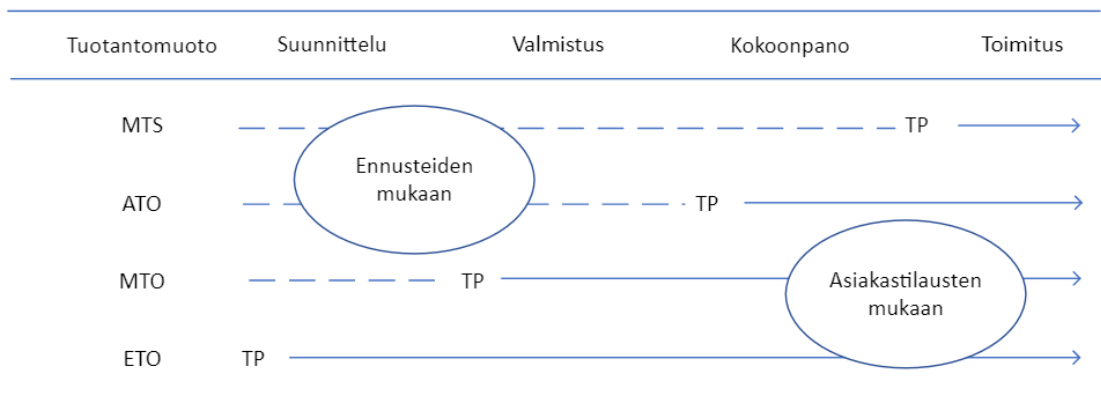 Tuotantomuoto Suunnittelu Valmistus Kokoonpano Toimitus
MTS TP
Ennusteiden
mukaan
ATO TP
MTO TP
Asiakastilausten
mukaan
ETO TP